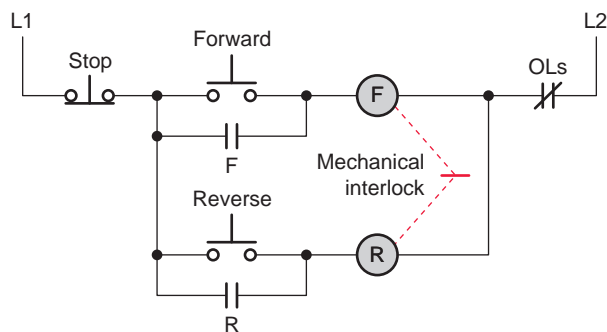 L1
L2
Forward
Stop
OLs
F
F
Mechanical
interlock
Reverse
R
R